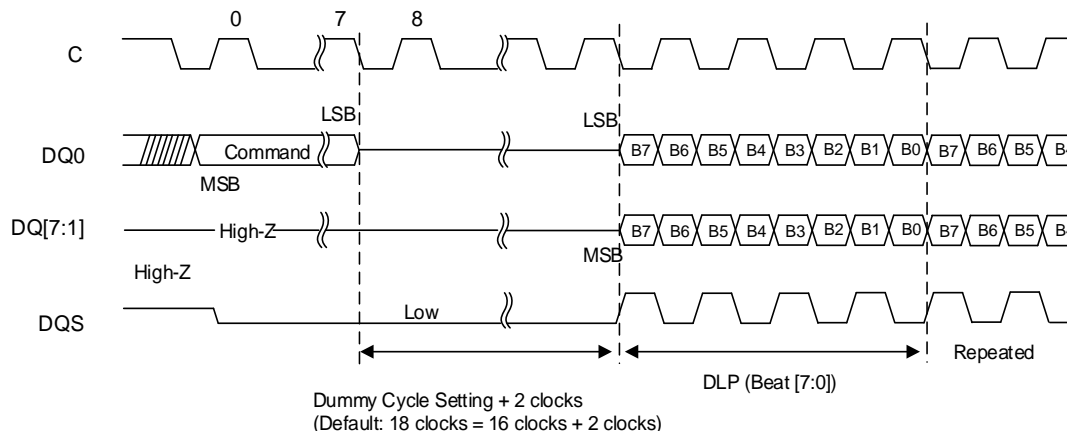 0 7 8
C
LSB LSB
DQ0 Command B7 B6 B5 B4 B3 B2 B1 B0 B7 B6 B5 B4
MSB
DQ[7:1] High-Z B7 B6 B5 B4 B3 B2 B1 B0 B7 B6 B5 B4
MSB
High-Z
DQS Low
Repeated
DLP (Beat [7:0])
Dummy Cycle Setting + 2 clocks
(Default: 18 clocks = 16 clocks + 2 clocks)